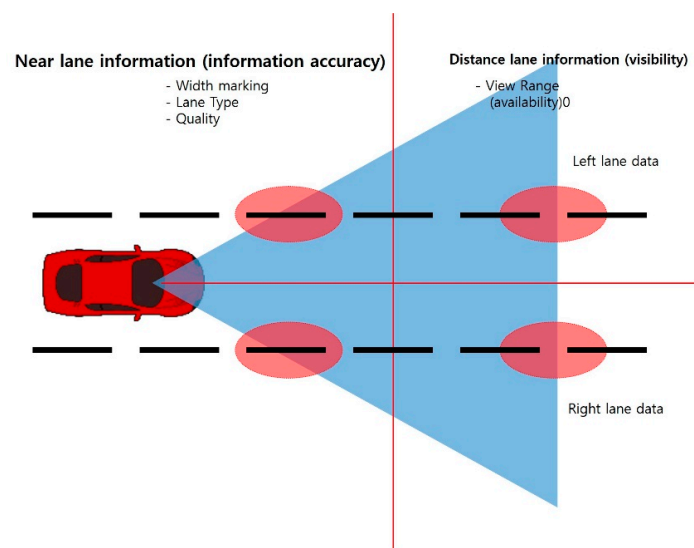 Near lane information (information accuracy)
- Width marking
- Lane Type
- Quality
Distance lane information (visibility)
- View Range
(availability)0
Left lane data
Right lane data